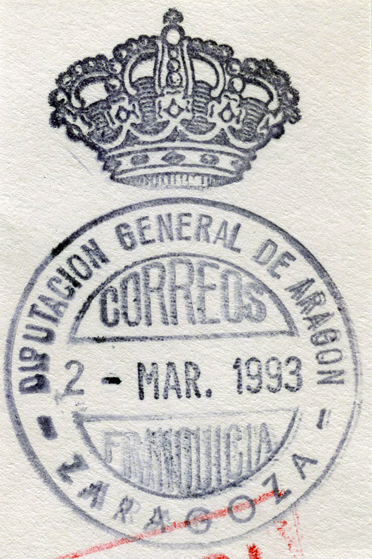 DIPUTACION GENERAL DE ARAGON
CORREOS
2 - MAR. 1993
FRANQUICIA
- ZARAGOZA -